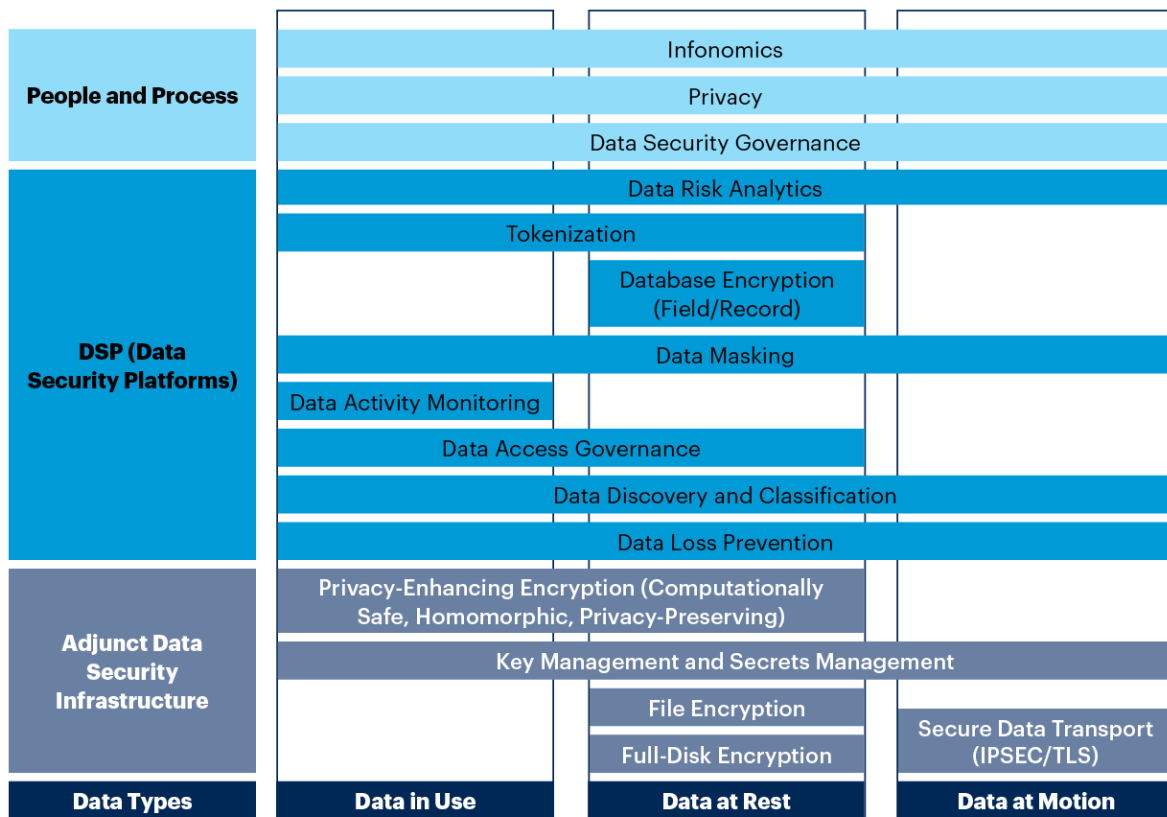 People and Process
Infonomics
Privacy
Data Security Governance
DSP (Data
Security Platforms)
Data Risk Analytics
Tokenization
Database Encryption
(Field/Record)
Data Masking
Data Activity Monitoring
Data Access Governance
Data Discovery and Classification
Data Loss Prevention
Adjunct Data
Security
Infrastructure
Privacy-Enhancing Encryption (Computationally
Safe, Homomorphic, Privacy-Preserving)
Key Management and Secrets Management
File Encryption
Full-Disk Encryption
Secure Data Transport
(IPSEC/TLS)
Data Types
Data in Use
Data at Rest
Data at Motion